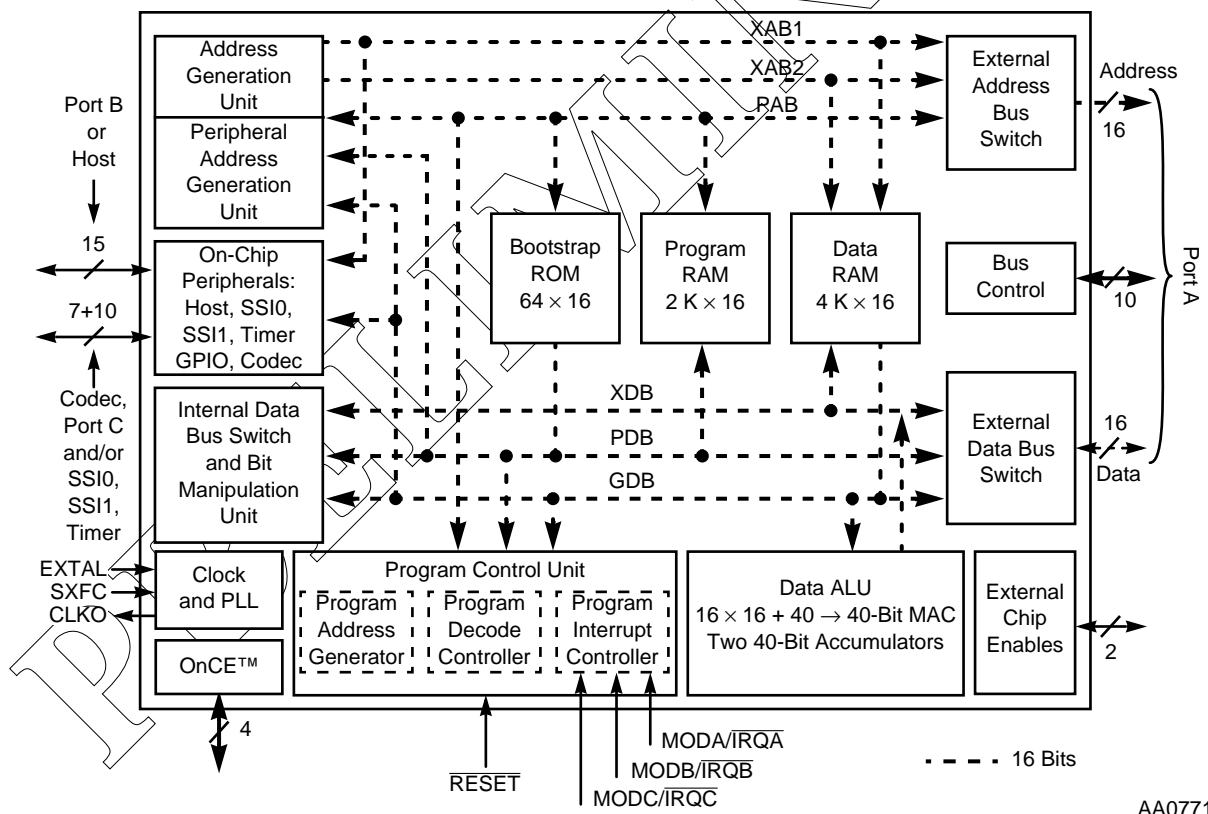 XAB1
XAB2
PAB
Address
Generation
Unit
Peripheral
Address
Generation
Unit
External
Address
Bus
Switch
Address
16
Port B
or
Host
15
7+10
On-Chip
Peripherals:
Host, SSI0,
SSI1, Timer
GPIO, Codec
Bootstrap
ROM
64 × 16
Program
RAM
2 K × 16
Data
RAM
4 K × 16
Bus
Control
10
Port A
Codec,
Port C
and/or
SSI0,
SSI1,
Timer
Internal Data
Bus Switch
and Bit
Manipulation
Unit
XDB
PDB
GDB
External
Data Bus
Switch
16
Data
EXTAL
SXFC
CLKO
Clock
and PLL
OnCE™
4
Program Control Unit
Program
Address
Generator
Program
Decode
Controller
Program
Interrupt
Controller
Data ALU
16 × 16 + 40 → 40-Bit MAC
Two 40-Bit Accumulators
External
Chip
Enables
2
MODA/I̅R̅Q̅A̅
MODB/I̅R̅Q̅B̅
MODC/I̅R̅Q̅C̅
R̅E̅S̅E̅T̅
16 Bits
AA0771